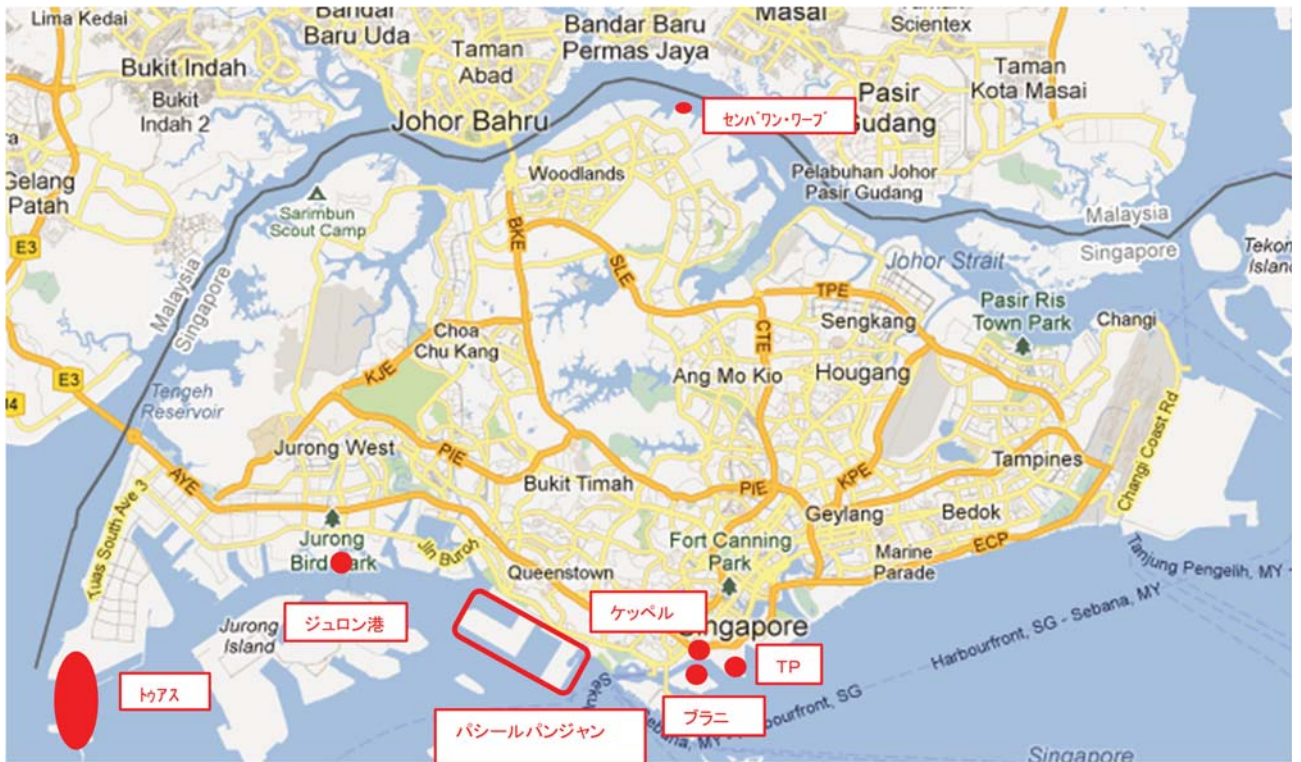 Lima Kedai
Bandar
Baru Uda
Bandar Baru
Permas Jaya
Masai
Taman
Scientex
Bukit Indah
Bukit
Indah 2
Taman
Abad
Taman
Kota Masai
Pasir
Gudang
センバワン・ワーブ
Johor Bahru
Gelang
Patah
Woodlands
Pelabuhan Johor
Pasir Gudang
Sarimbun
Scout Camp
Malaysia
Singapore
E3
BKE
SLE
Malaysia
Singapore
Johor Strait
TPE
Sengkang
Pasir Ris
Town Park
Changi
Choa
Chu Kang
KJE
CTE
Ang Mo Kio
Hougang
E3
Tengeh
Reservoir
Jurong West
PIE
AYE
Bukit Timah
PIE
KPE
Tampines
Changi Coast Rd
Geylang
Bedok
Tuas South Ave 3
Jurong
Bird Park
Jln Buroh
Queenstown
Fort Canning
Park
Marine
Parade
ECP
Tanjung Pengelih, MY
Harbourfront, SG - Sebana, MY
ジュロン港
Jurong
Island
ケッペル
Singapore
TP
トゥアス
ブラニ
パシールパンジャン
Singapore